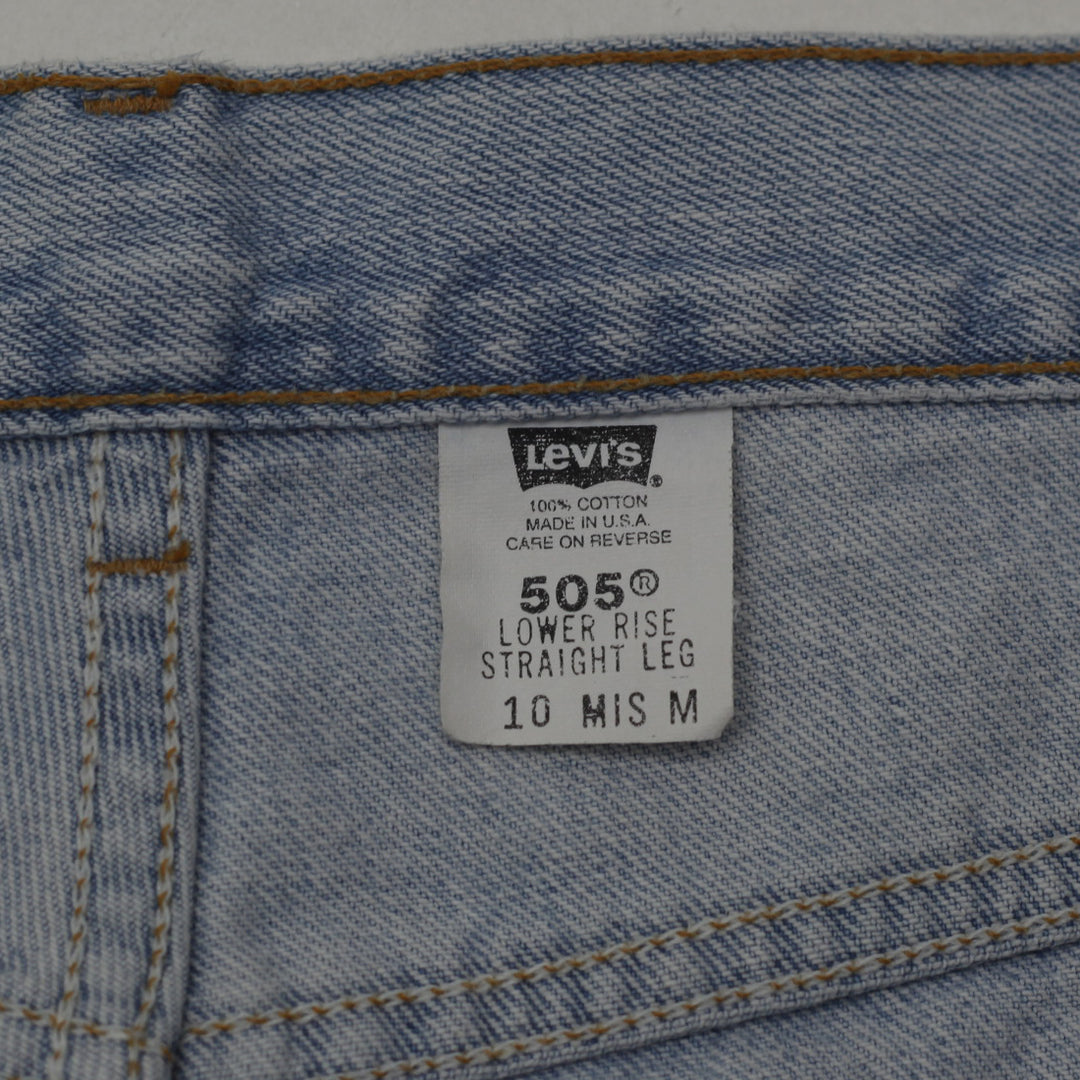 Levi's®
100% COTTON
MADE IN U.S.A.
CARE ON REVERSE
505®
LOWER RISE
STRAIGHT LEG
10 MIS M